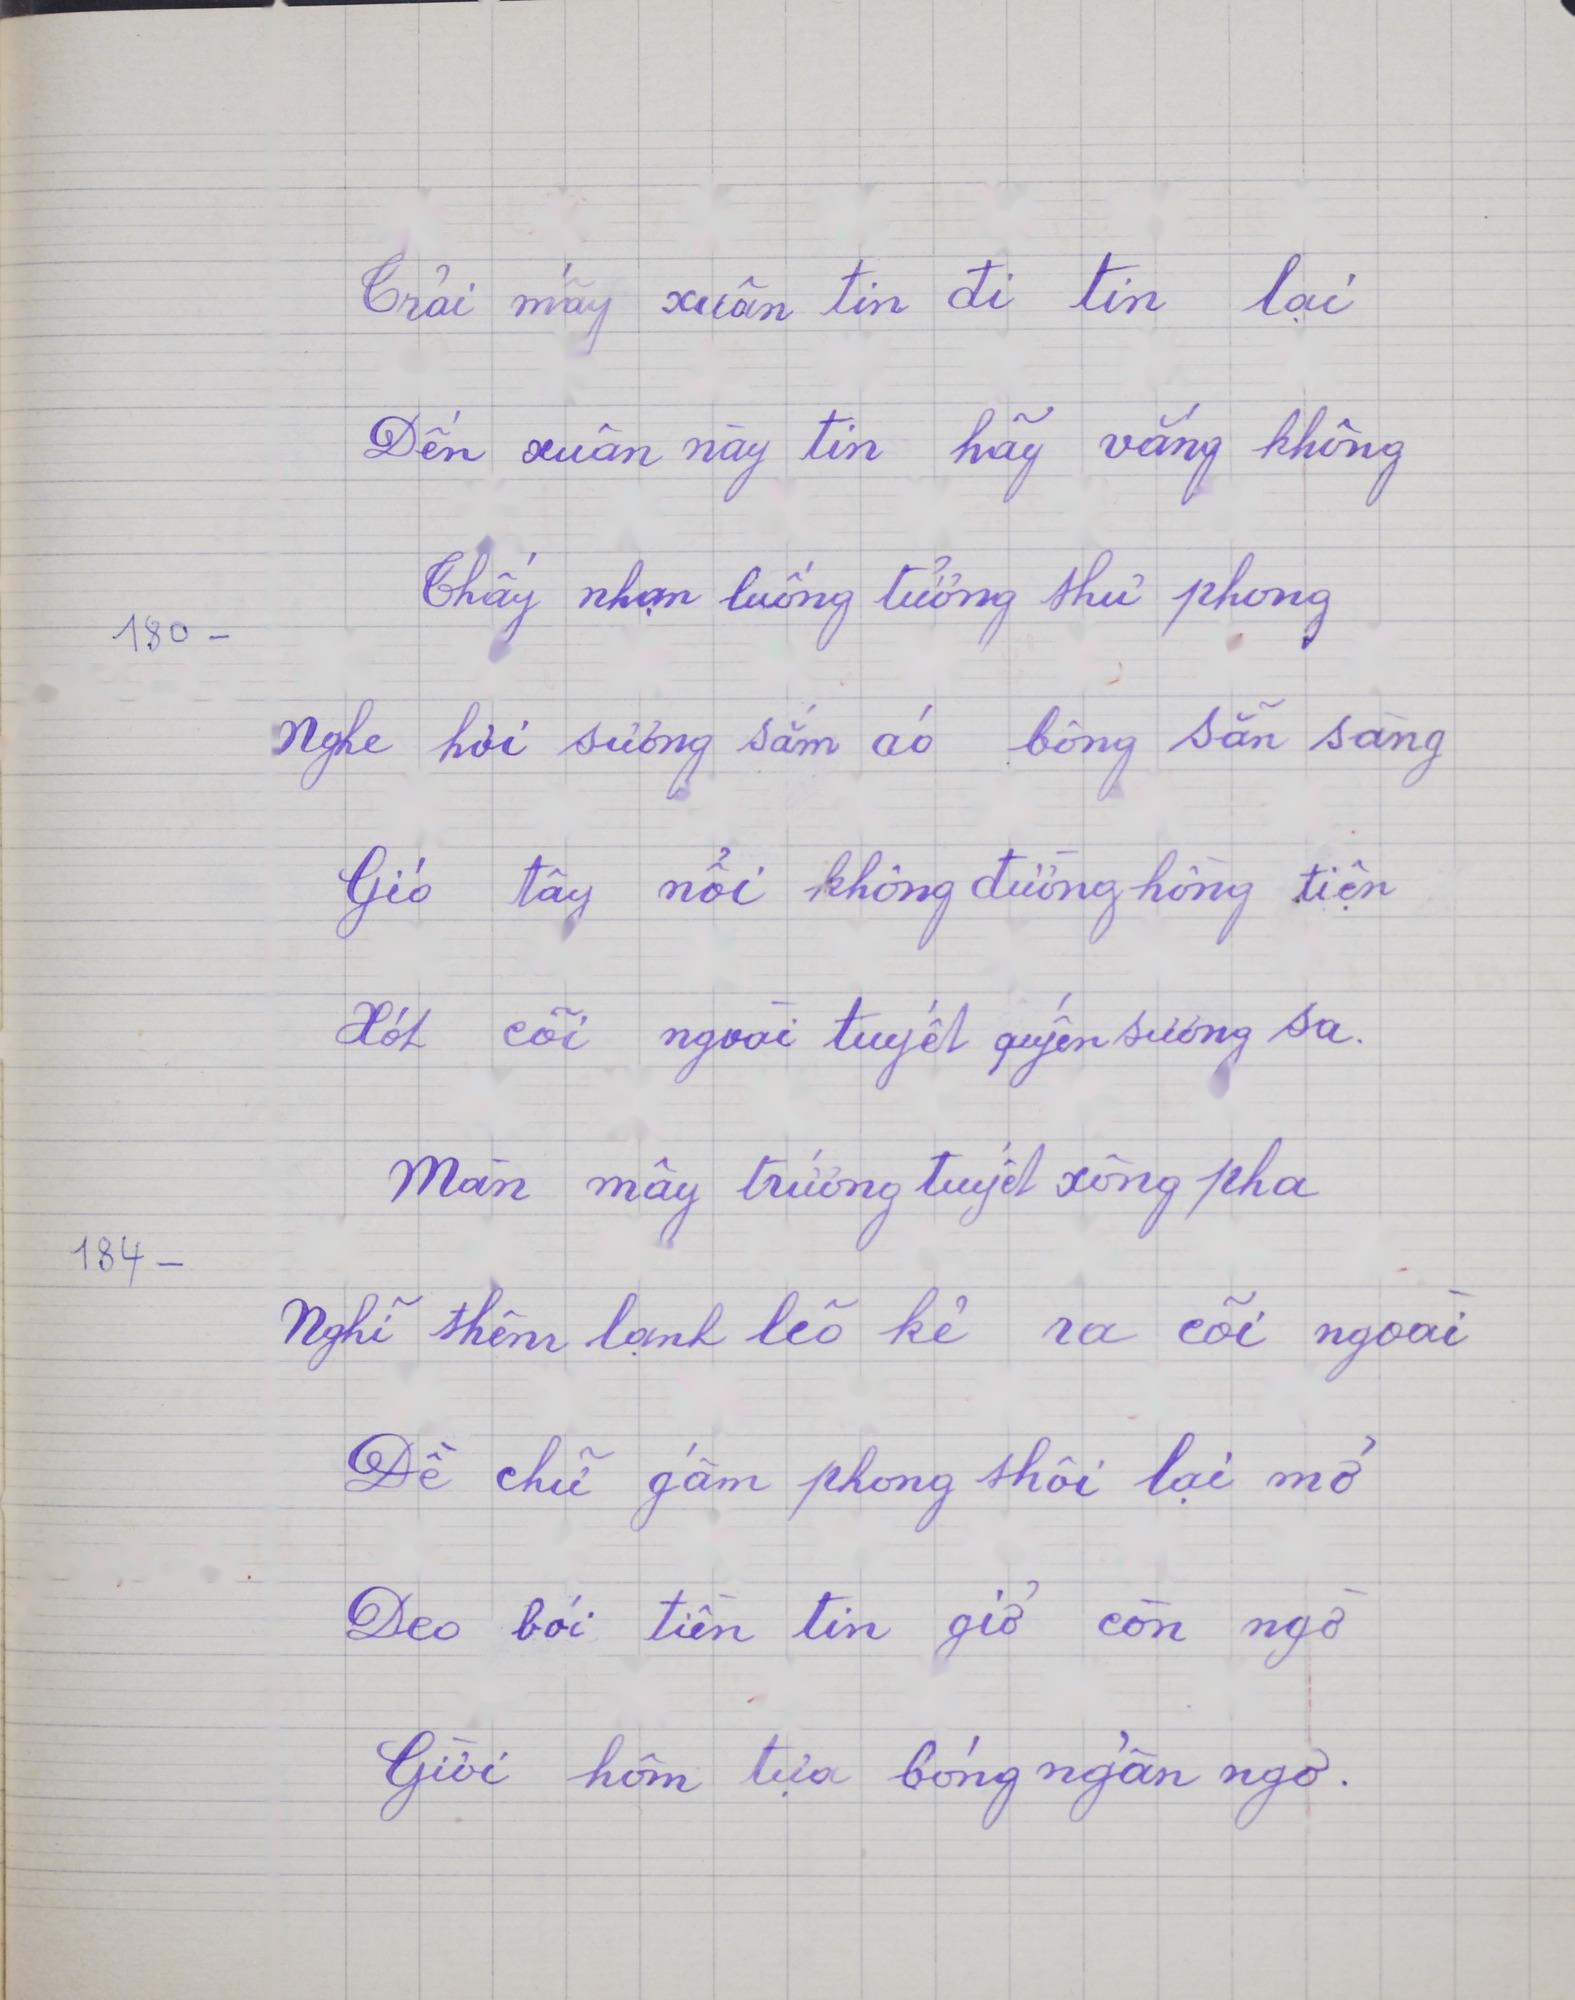 Trải mấy xuân tin đi tin lại
Đến xuân này tin hãy vắng không
Thấy nhạn luống tưởng thư phong
180 -
Nghe hơi sương sắm áo bông sẵn sàng
Gió tây nổi không đường hồng tiện
Xót cõi ngoài tuyết quyến sương sa.
Màn mây trướng tuyết xông pha
184 -
Nghĩ thêm lạnh lẽo kẻ ra cõi ngoài
Đề chữ gấm phong thôi lại mở
Deo bói tiền tin giở còn ngờ
Giời hôm tựa bóng ngẩn ngơ.